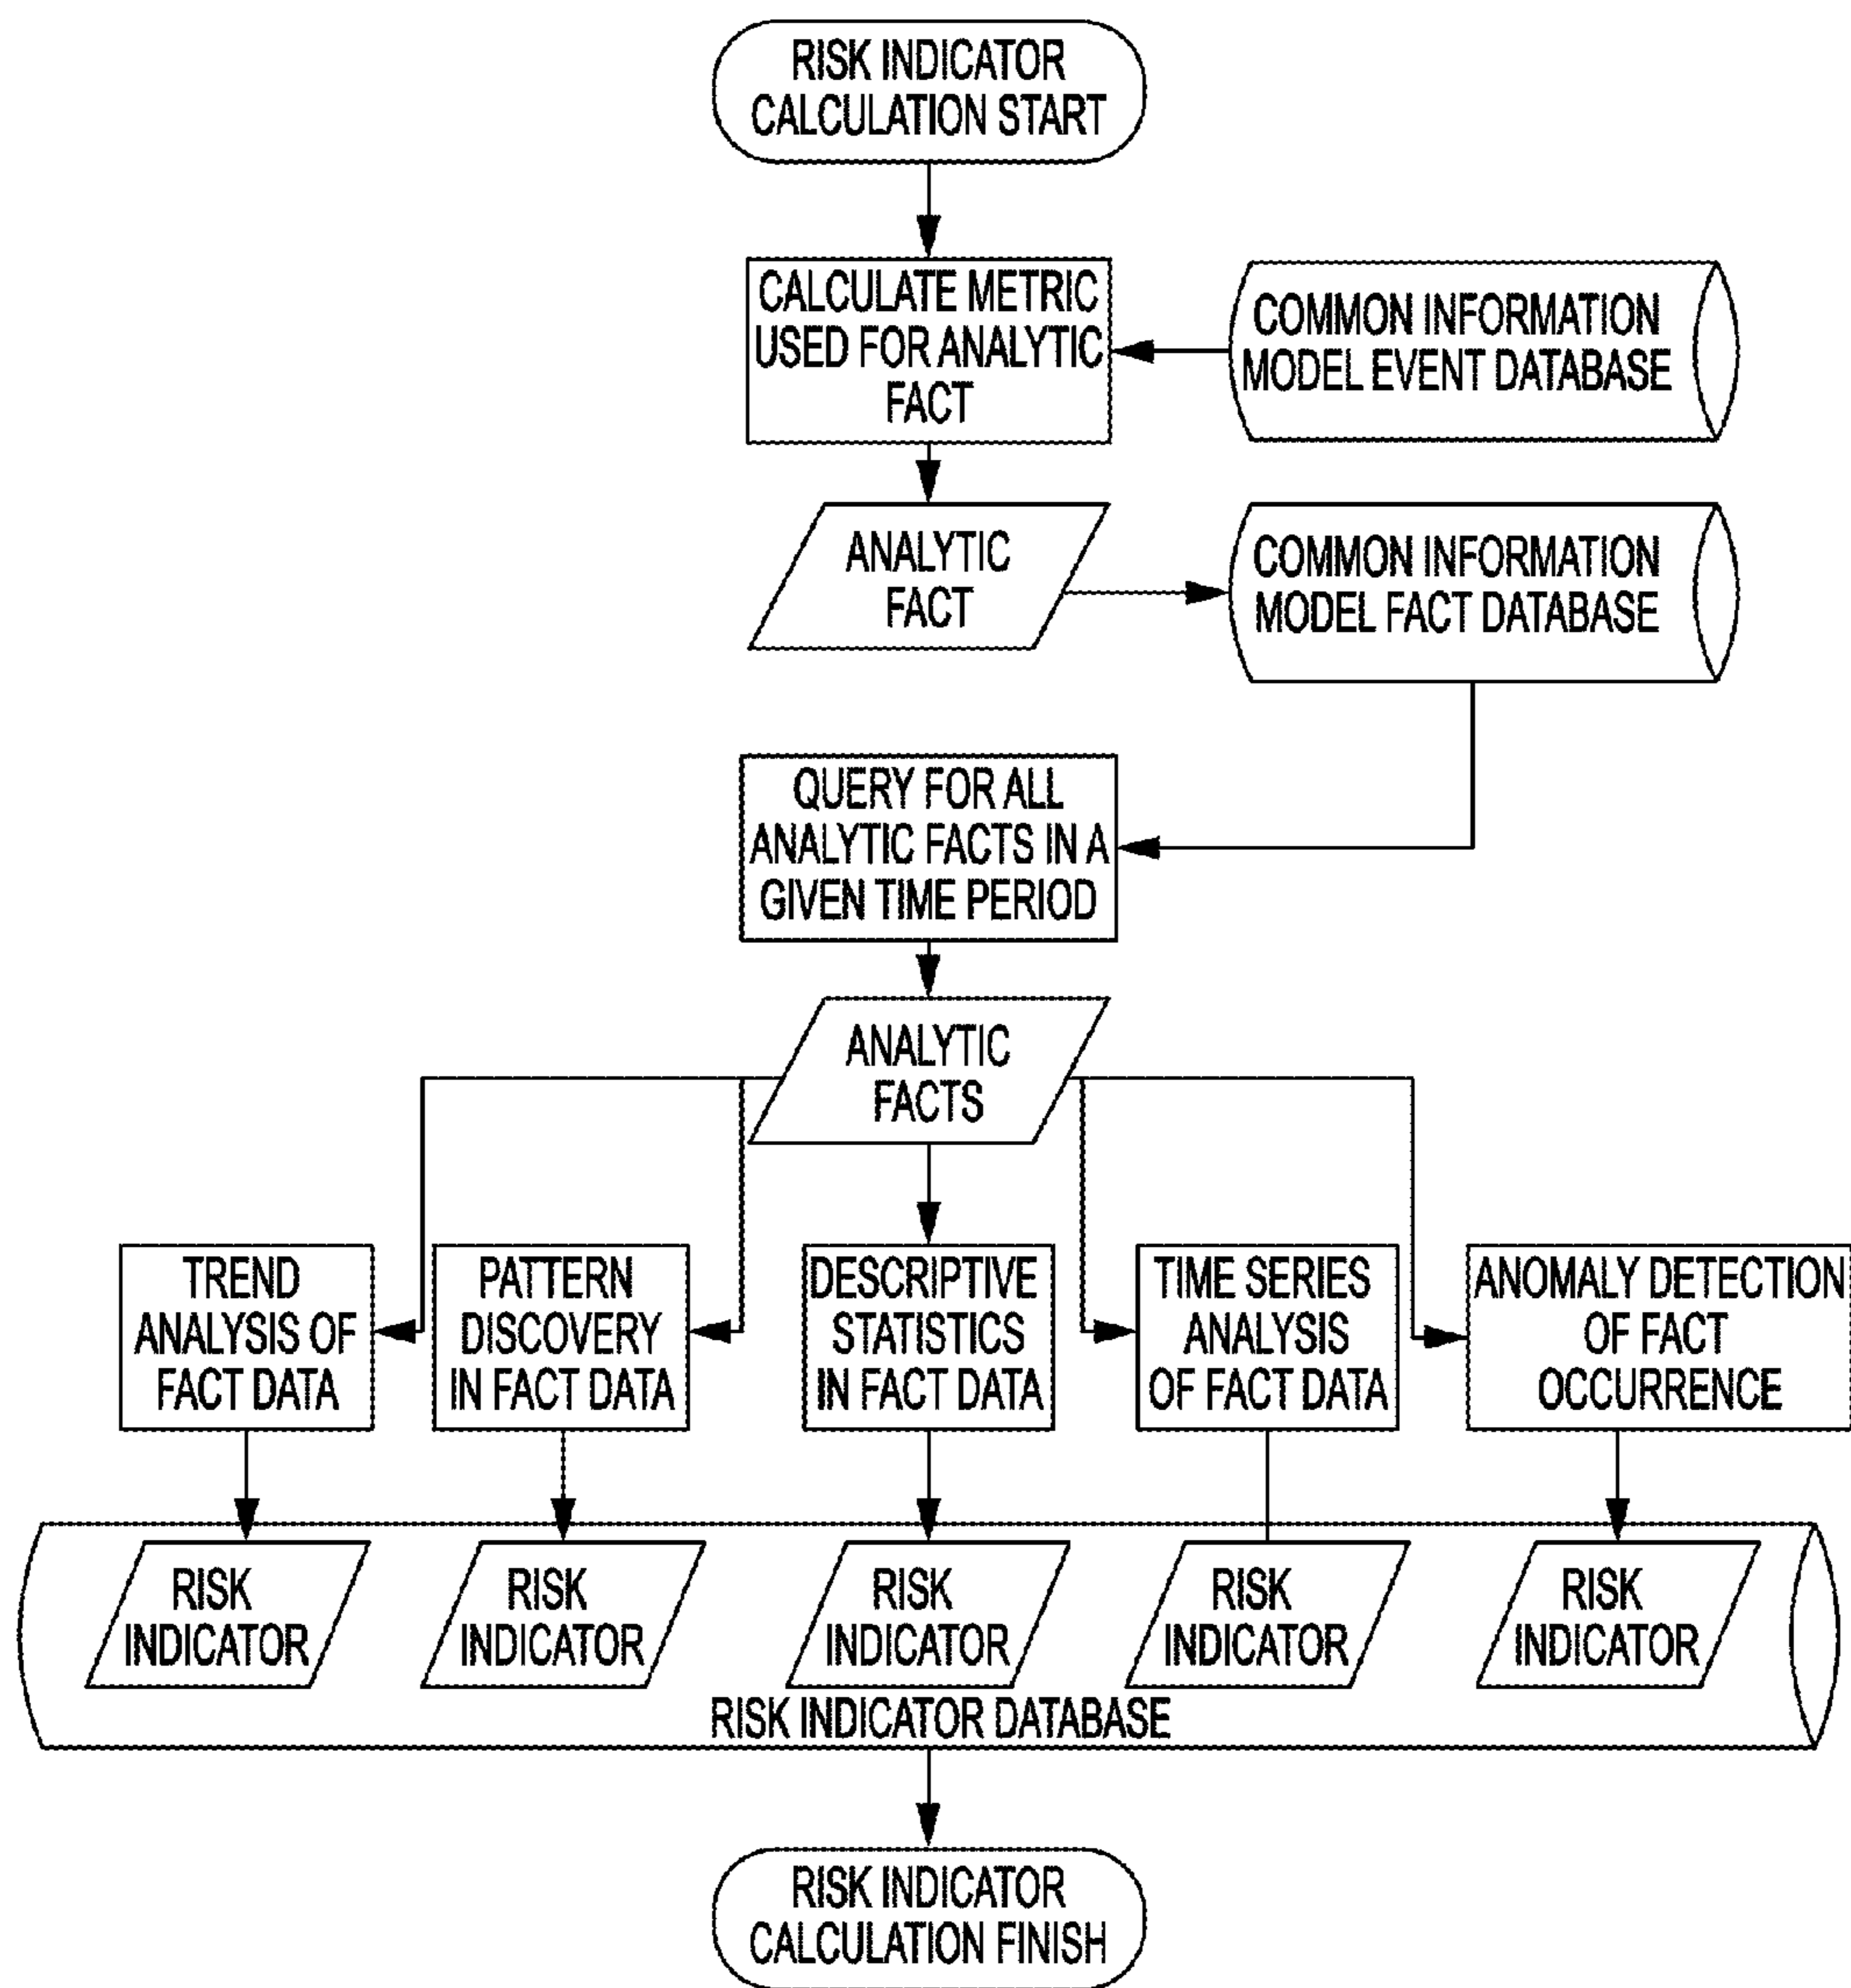 RISK INDICATOR
CALCULATION START
CALCULATE METRIC
USED FOR ANALYTIC
FACT
COMMON INFORMATION
MODEL EVENT DATABASE
ANALYTIC
FACT
COMMON INFORMATION
MODEL FACT DATABASE
QUERY FOR ALL
ANALYTIC FACTS IN A
GIVEN TIME PERIOD
ANALYTIC
FACTS
TREND
ANALYSIS OF
FACT DATA
PATTERN
DISCOVERY
IN FACT DATA
DESCRIPTIVE
STATISTICS
IN FACT DATA
TIME SERIES
ANALYSIS
OF FACT DATA
ANOMALY DETECTION
OF FACT
OCCURRENCE
RISK
INDICATOR
RISK
INDICATOR
RISK
INDICATOR
RISK
INDICATOR
RISK
INDICATOR
RISK INDICATOR DATABASE
RISK INDICATOR
CALCULATION FINISH